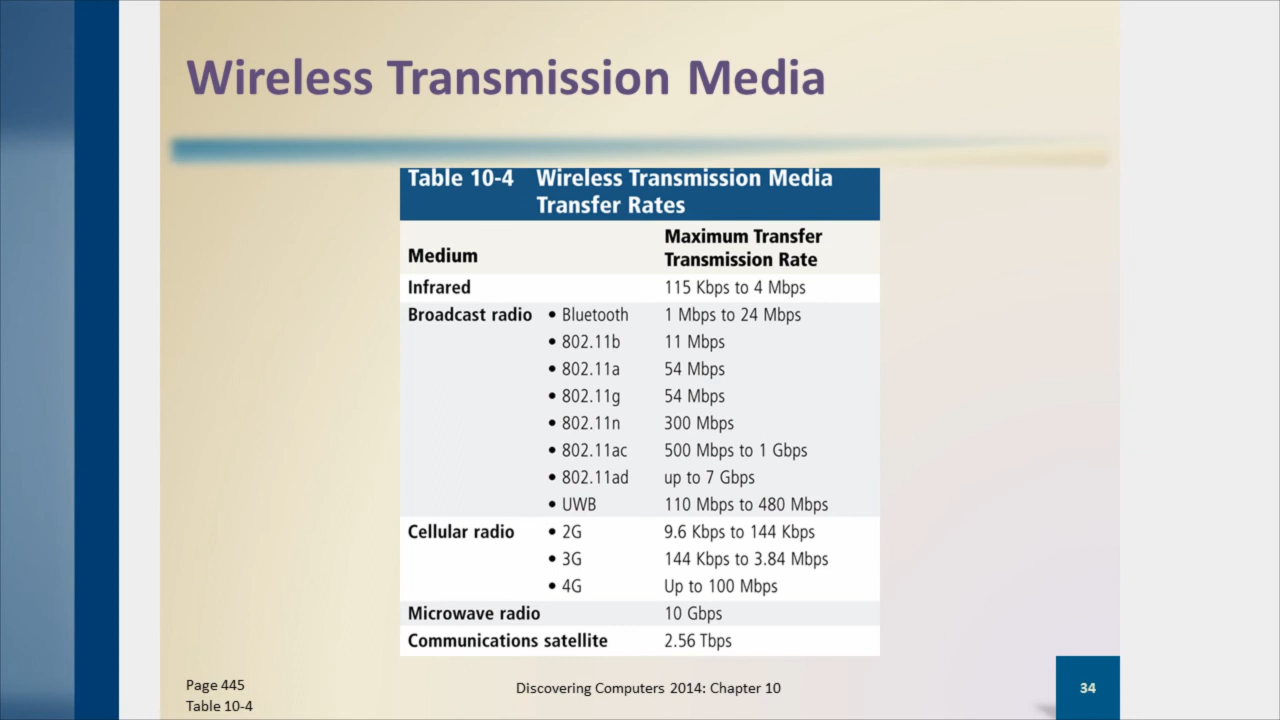 Wireless Transmission Media
Table 10-4 Wireless Transmission Media
Transfer Rates
Medium
Maximum Transfer
Transmission Rate
Infrared 115 Kbps to 4 Mbps
Broadcast radio • Bluetooth 1 Mbps to 24 Mbps
• 802.11b 11 Mbps
• 802.11a 54 Mbps
• 802.11g 54 Mbps
• 802.11n 300 Mbps
• 802.11ac 500 Mbps to 1 Gbps
• 802.11ad up to 7 Gbps
• UWB 110 Mbps to 480 Mbps
Cellular radio • 2G 9.6 Kbps to 144 Kbps
• 3G 144 Kbps to 3.84 Mbps
• 4G Up to 100 Mbps
Microwave radio 10 Gbps
Communications satellite 2.56 Tbps
Page 445
Table 10-4
Discovering Computers 2014: Chapter 10
34